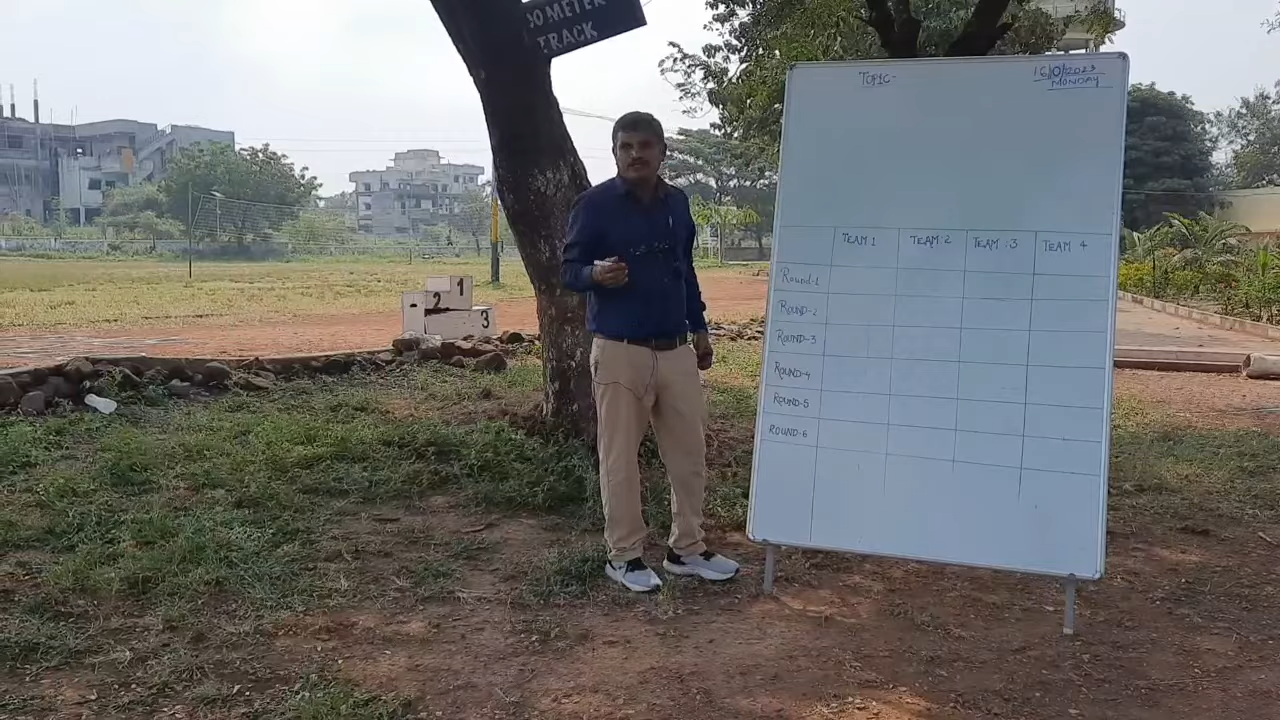 OMETER
TRACK
TOPIC-
16/10/2023
MONDAY
TEAM 1 TEAM:2 TEAM:3 TEAM 4
Round-1
ROUND-2
ROUND-3
ROUND-4
ROUND-5
ROUND-6
1
2
3